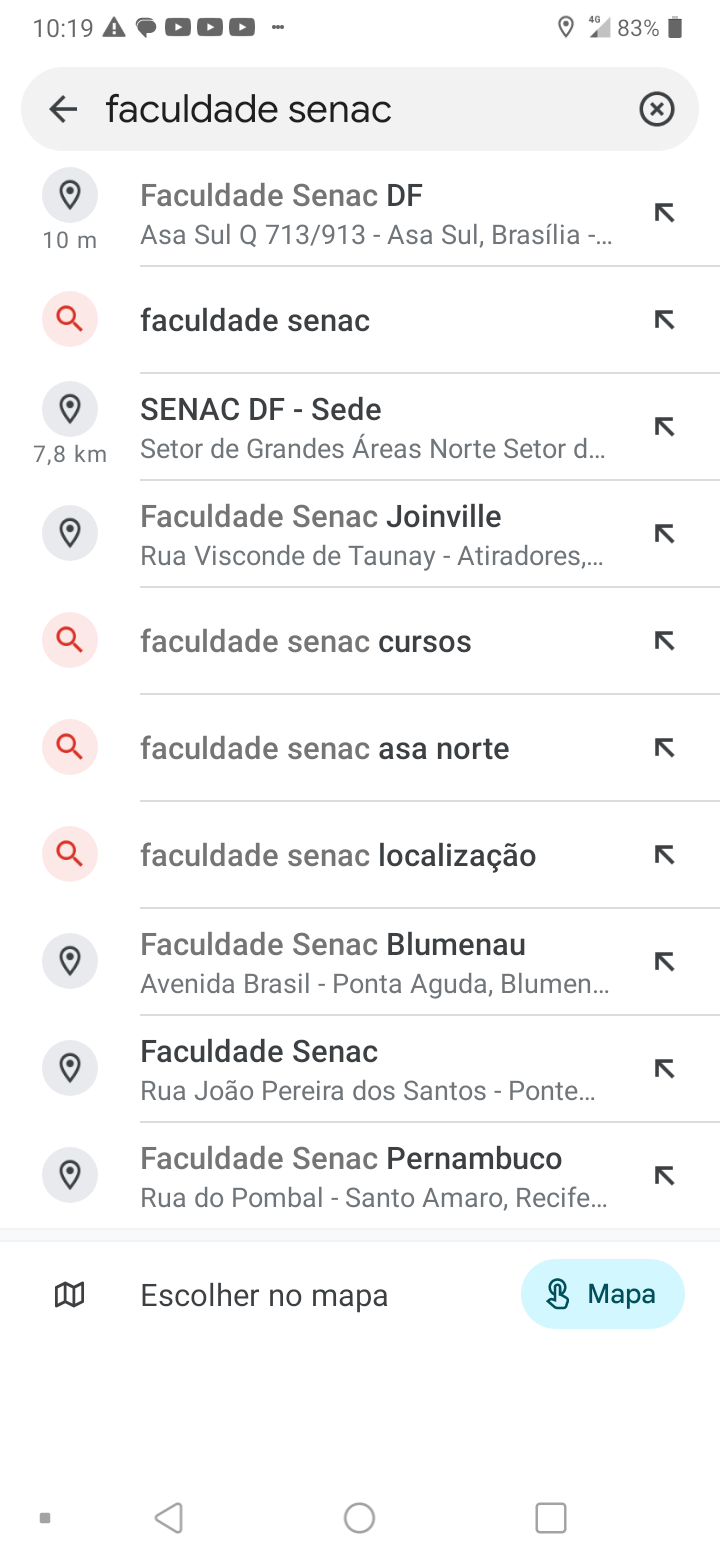 10:19
4G 83%
faculdade senac
Faculdade Senac DF
10 m
Asa Sul Q 713/913 - Asa Sul, Brasília -...
faculdade senac
SENAC DF - Sede
7,8 km
Setor de Grandes Áreas Norte Setor d...
Faculdade Senac Joinville
Rua Visconde de Taunay - Atiradores,...
faculdade senac cursos
faculdade senac asa norte
faculdade senac localização
Faculdade Senac Blumenau
Avenida Brasil - Ponta Aguda, Blumen...
Faculdade Senac
Rua João Pereira dos Santos - Ponte...
Faculdade Senac Pernambuco
Rua do Pombal - Santo Amaro, Recife...
Escolher no mapa
Mapa